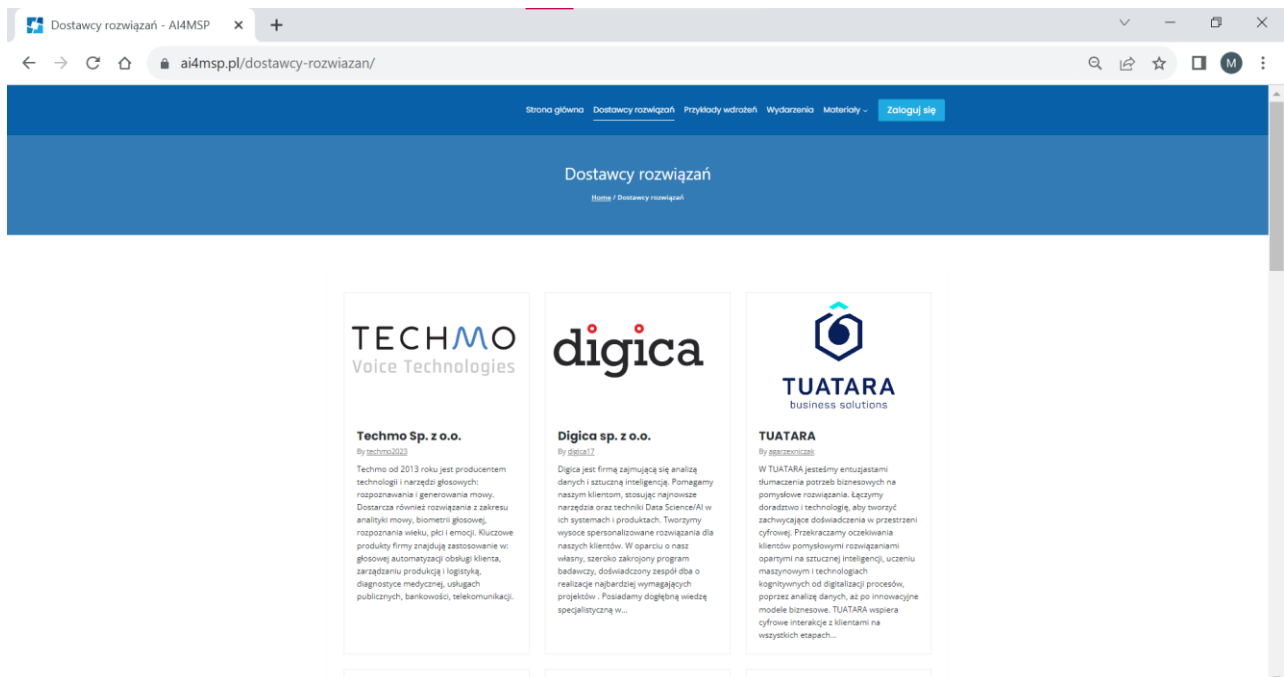 Dostawcy rozwiązań - AI4MSP
ai4msp.pl/dostawcy-rozwiazan/
M
Strona główna Dostawcy rozwiązań Przykłady wdrożeń Wydarzenia Materiały Zaloguj się
Dostawcy rozwiązań
Home / Dostawcy rozwiązań
TECHMO
Voice Technologies
Techmo Sp. z o.o.
By techmo2023
Techmo od 2013 roku jest producentem
technologii i narzędzi głosowych:
rozpoznawania i generowania mowy.
Dostarcza również rozwiązania z zakresu
analityki mowy, biometrii głosowej,
rozpoznania wieku, płci i emocji. Kluczowe
produkty firmy znajdują zastosowanie w:
głosowej automatyzacji obsługi klienta,
zarządzaniu produkcją i logistyką,
diagnostyce medycznej, usługach
publicznych, bankowości, telekomunikacji.
digica
Digica sp. z o.o.
By digica17
Digica jest firmą zajmującą się analizą
danych i sztuczną inteligencją. Pomagamy
naszym klientom, stosując najnowsze
narzędzia oraz techniki Data Science/AI w
ich systemach i produktach. Tworzymy
wysoce spersonalizowane rozwiązania dla
naszych klientów. W oparciu o nasz
własny, szeroko zakrojony program
badawczy, doświadczony zespół dba o
realizacje najbardziej wymagających
projektów . Posiadamy dogłębną wiedzę
specjalistyczną w...
TUATARA
business solutions
TUATARA
By agarzexniczak
W TUATARA jesteśmy entuzjastami
tłumaczenia potrzeb biznesowych na
pomysłowe rozwiązania. Łączymy
doradztwo i technologię, aby tworzyć
zachwycające doświadczenia w przestrzeni
cyfrowej. Przekraczamy oczekiwania
klientów pomysłowymi rozwiązaniami
opartymi na sztucznej inteligencji, uczeniu
maszynowym i technologiach
kognitywnych od digitalizacji procesów,
poprzez analizę danych, aż po innowacyjne
modele biznesowe. TUATARA wspiera
cyfrowe interakcje z klientami na
wszystkich etapach...